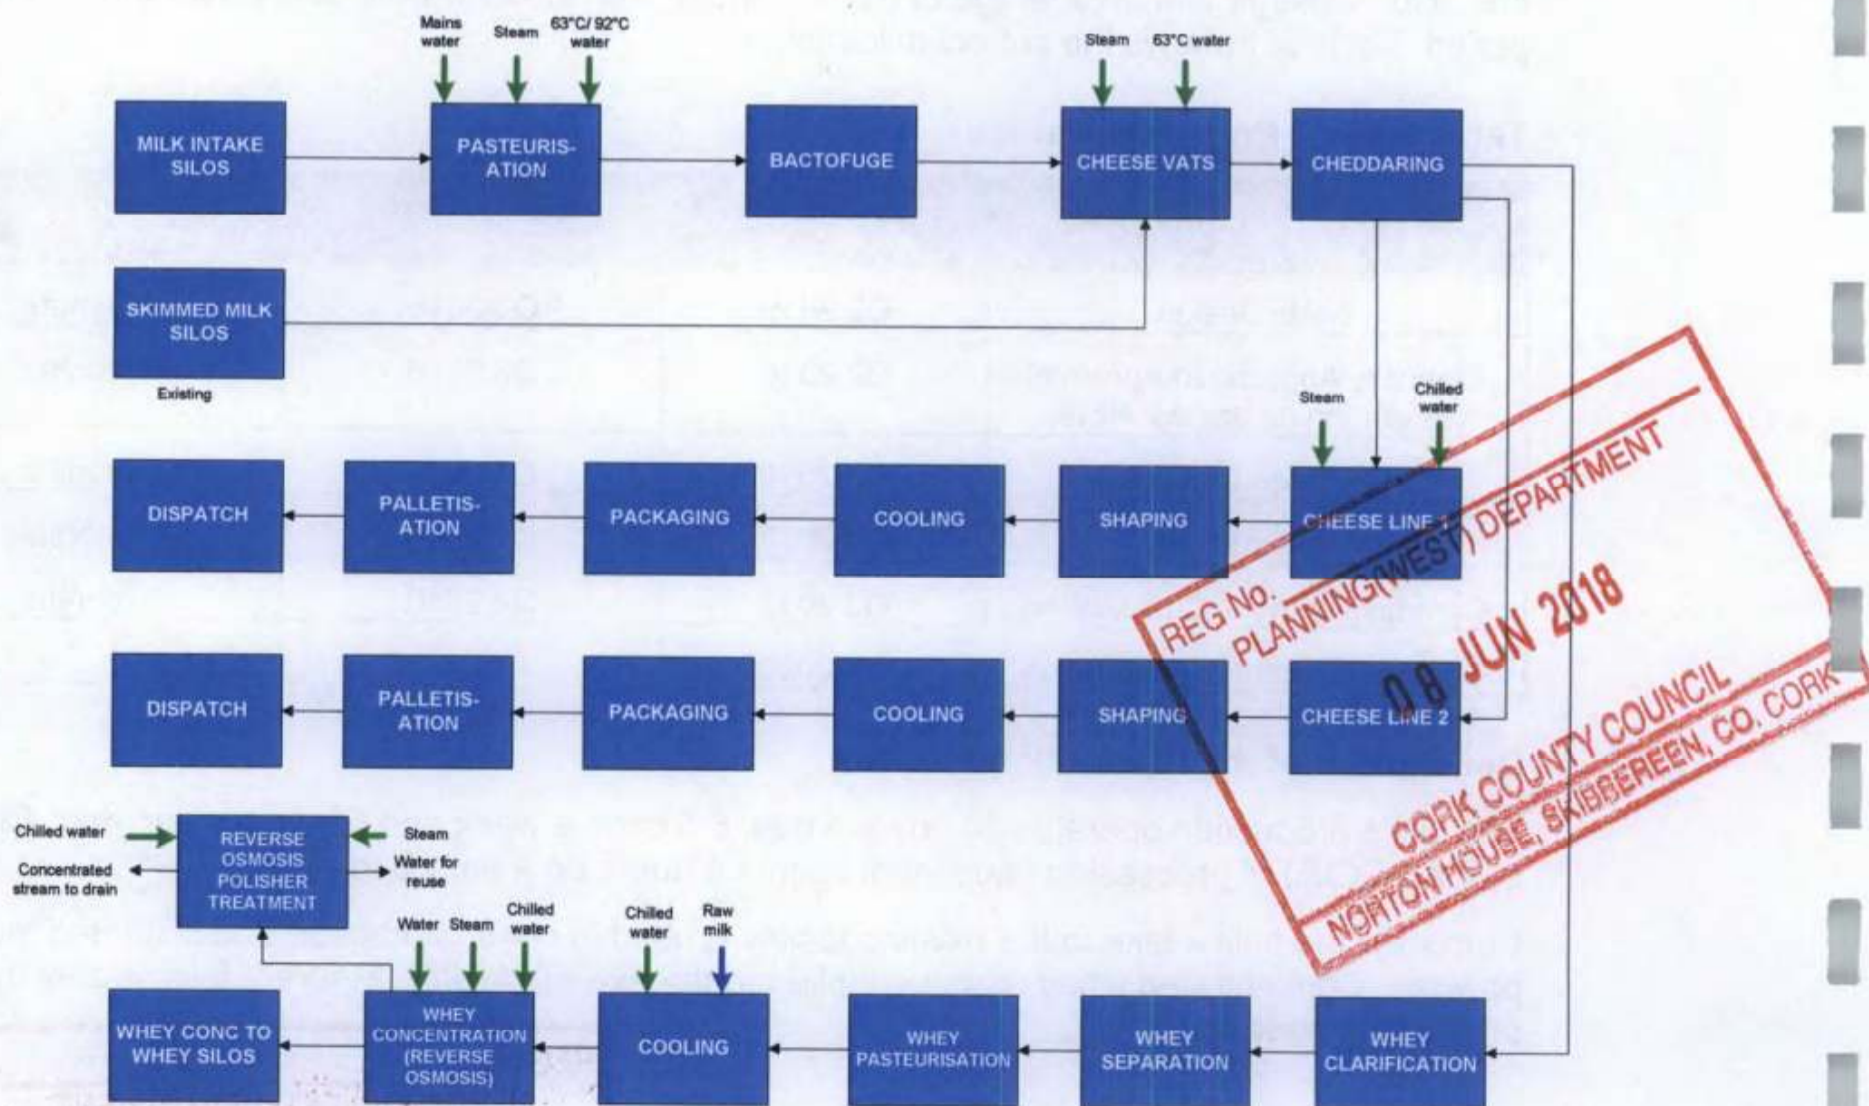 Mains
water
Steam
63°C/ 92°C
water
Steam
63°C water
MILK INTAKE
SILOS
PASTEURIS-
ATION
BACTOFUGE
CHEESE VATS
CHEDDARING
SKIMMED MILK
SILOS
Existing
Steam
Chilled
water
DISPATCH
PALLETIS-
ATION
PACKAGING
COOLING
SHAPING
CHEESE LINE 1
DISPATCH
PALLETIS-
ATION
PACKAGING
COOLING
SHAPING
CHEESE LINE 2
REG No.
PLANNING(WEST) DEPARTMENT
08 JUN 2018
CORK COUNTY COUNCIL
NORTON HOUSE, SKIBBEREEN, CO. CORK
Chilled water
Concentrated
stream to drain
REVERSE
OSMOSIS
POLISHER
TREATMENT
Steam
Water for
reuse
Water
Steam
Chilled
water
Chilled
water
Raw
milk
WHEY CONC TO
WHEY SILOS
WHEY
CONCENTRATION
(REVERSE
OSMOSIS)
COOLING
WHEY
PASTEURISATION
WHEY
SEPARATION
WHEY
CLARIFICATION